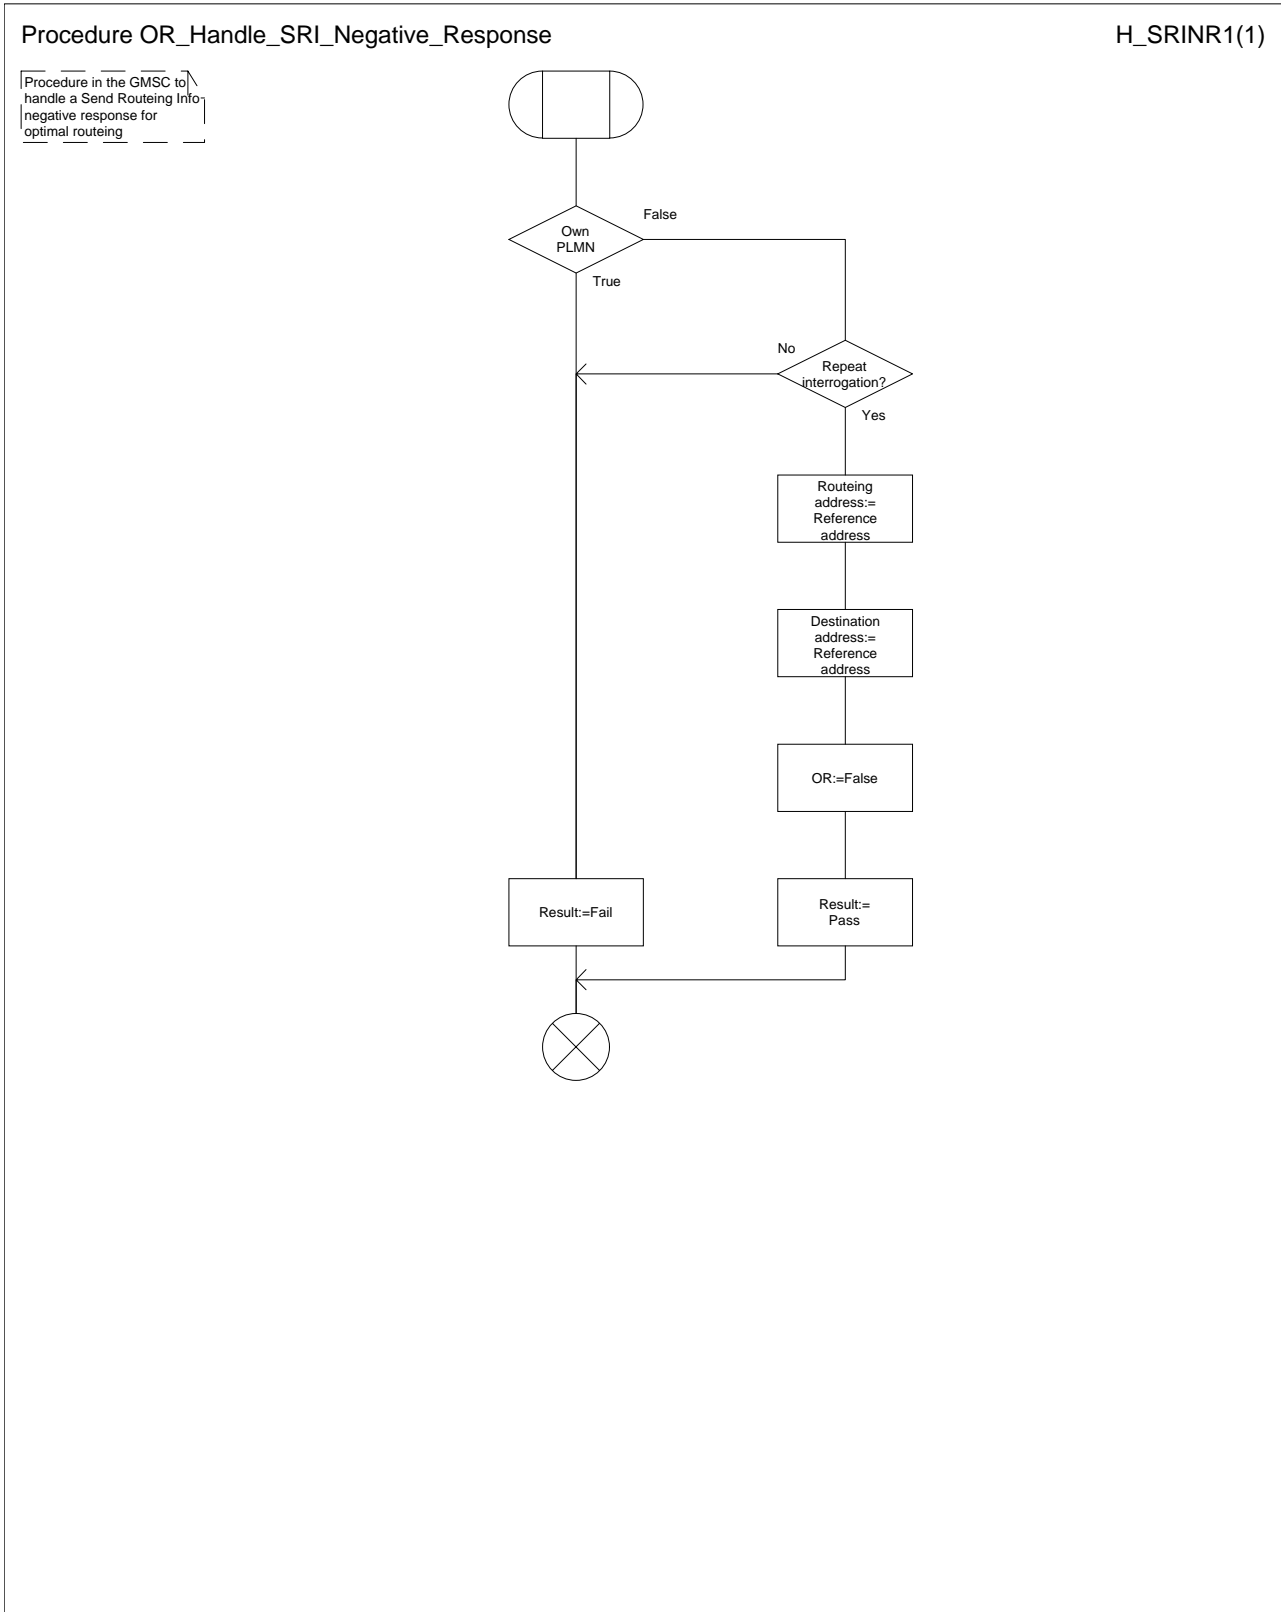 Procedure OR_Handle_SRI_Negative_Response
H_SRINR1(1)
Procedure in the GMSC to
handle a Send Routeing Info
negative response for
optimal routeing
Own
PLMN
False
True
No
Repeat
interrogation?
Yes
Routeing
address:=
Reference
address
Destination
address:=
Reference
address
OR:=False
Result:=Fail
Result:=
Pass